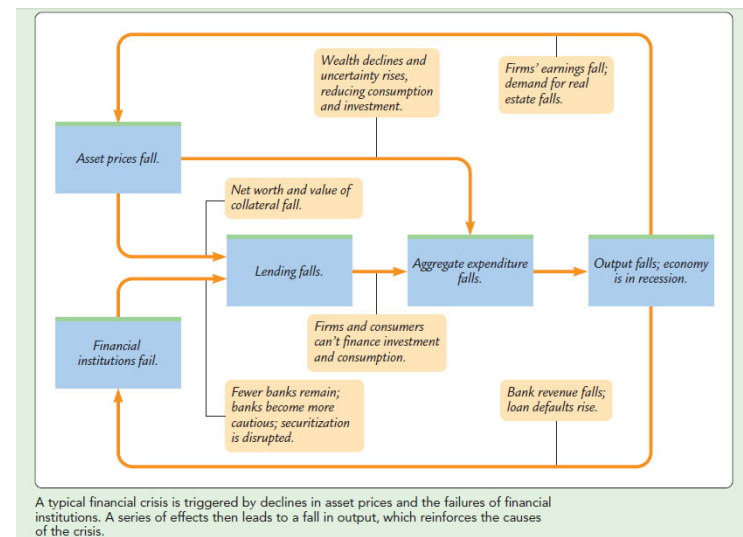 Wealth declines and
uncertainty rises,
reducing consumption
and investment.
Firms' earnings fall;
demand for real
estate falls.
Asset prices fall.
Net worth and value of
collateral fall.
Lending falls.
Aggregate expenditure
falls.
Output falls; economy
is in recession.
Firms and consumers
can't finance investment
and consumption.
Financial
institutions fail.
Fewer banks remain;
banks become more
cautious; securitization
is disrupted.
Bank revenue falls;
loan defaults rise.
A typical financial crisis is triggered by declines in asset prices and the failures of financial
institutions. A series of effects then leads to a fall in output, which reinforces the causes
of the crisis.